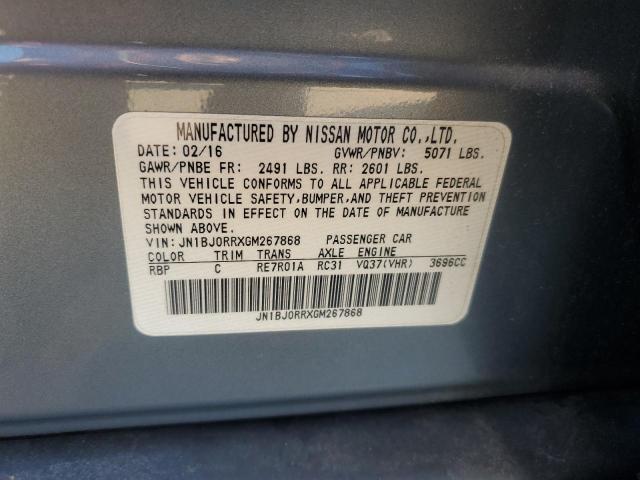 MANUFACTURED BY NISSAN MOTOR CO.,LTD.
DATE: 02/16 GVWR/PNBV: 5071 LBS.
GAWR/PNBE FR: 2491 LBS. RR: 2601 LBS.
THIS VEHICLE CONFORMS TO ALL APPLICABLE FEDERAL
MOTOR VEHICLE SAFETY,BUMPER,AND THEFT PREVENTION
STANDARDS IN EFFECT ON THE DATE OF MANUFACTURE
SHOWN ABOVE.
VIN: JN1BJ0RRXGM267868 PASSENGER CAR
COLOR TRIM TRANS AXLE ENGINE
RBP C RE7R01A RC31 VQ37(VHR) 3696CC
JN1BJ0RRXGM267868